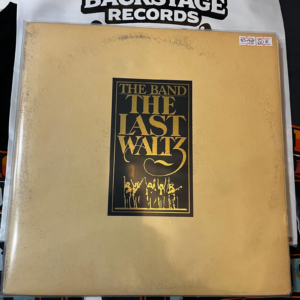 BACKSTAGE
RECORDS
THE BAND
THE
LAST
WALTZ